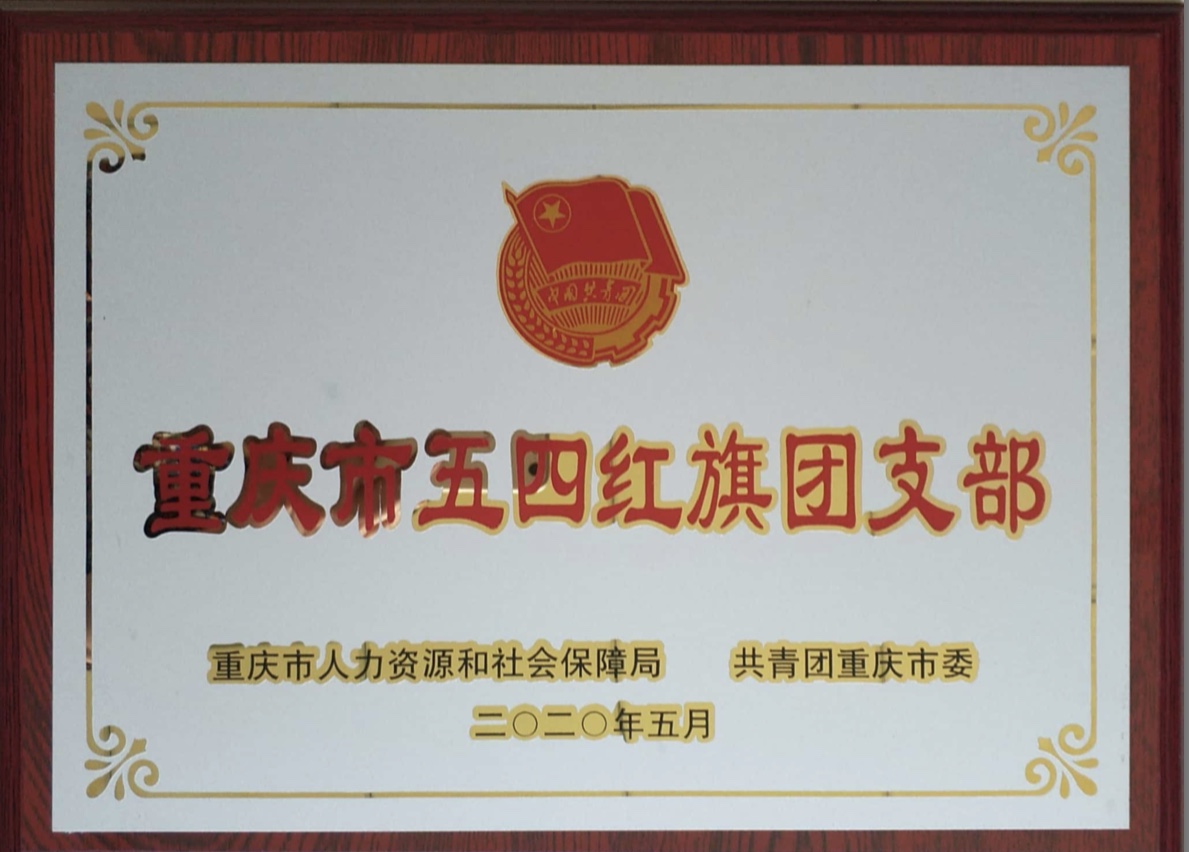 中国共青团
重庆市五四红旗团支部
重庆市人力资源和社会保障局 共青团重庆市委
二〇二〇年五月